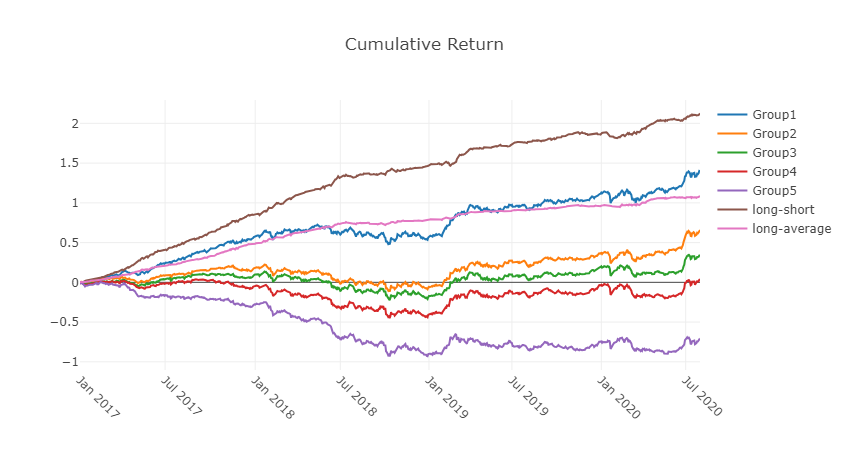 Cumulative Return
2
1.5
1
0.5
0
−0.5
−1
Jan 2017
Jul 2017
Jan 2018
Jul 2018
Jan 2019
Jul 2019
Jan 2020
Jul 2020
Group1
Group2
Group3
Group4
Group5
long-short
long-average